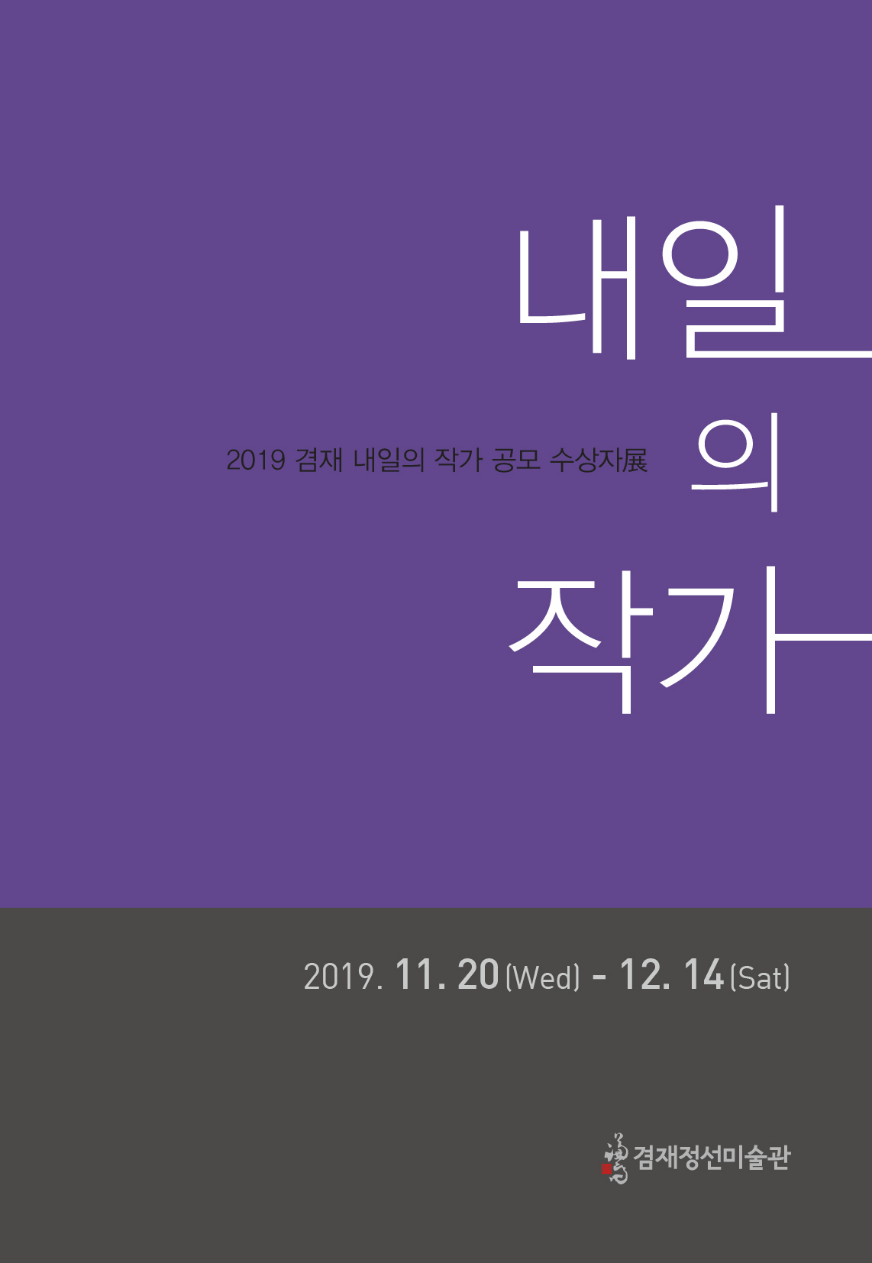 내일
의
2019 겸재 내일의 작가 공모 수상자展
작가
2019. 11. 20 (Wed) - 12. 14 (Sat)
겸재정선미술관